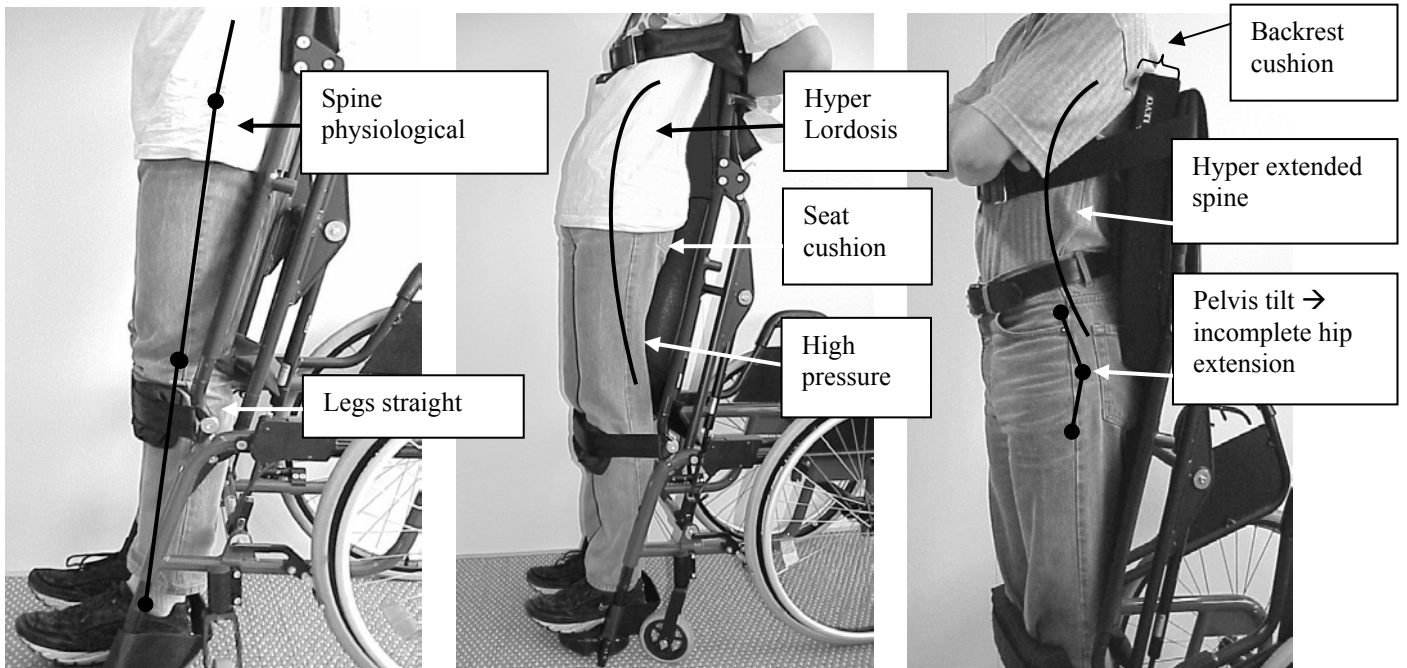 Spine
physiological
Legs straight
Hyper
Lordosis
Seat
cushion
High
pressure
Backrest
cushion
LEVO
Hyper extended
spine
Pelvis tilt →
incomplete hip
extension